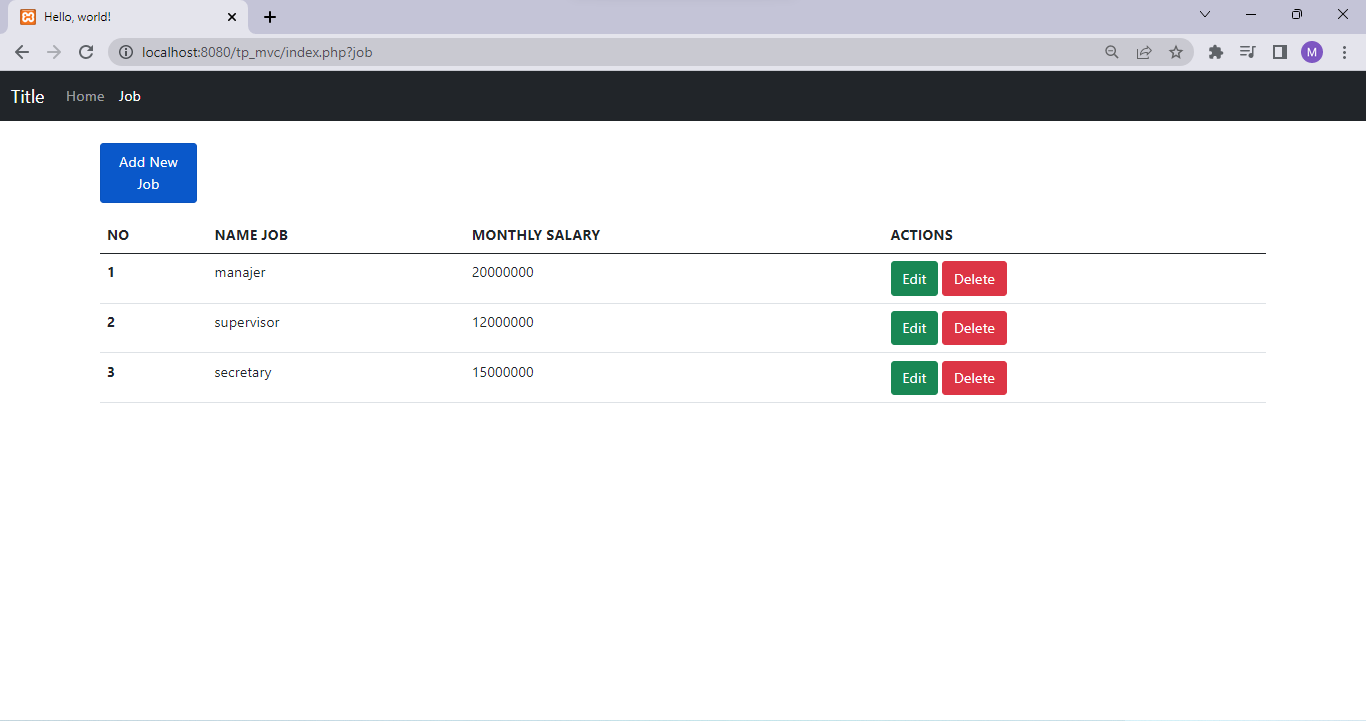 Hello, world!
localhost:8080/tp_mvc/index.php?job
M
Title Home Job
Add New
Job
NO NAME JOB MONTHLY SALARY ACTIONS
1 manajer 20000000 Edit Delete
2 supervisor 12000000 Edit Delete
3 secretary 15000000 Edit Delete